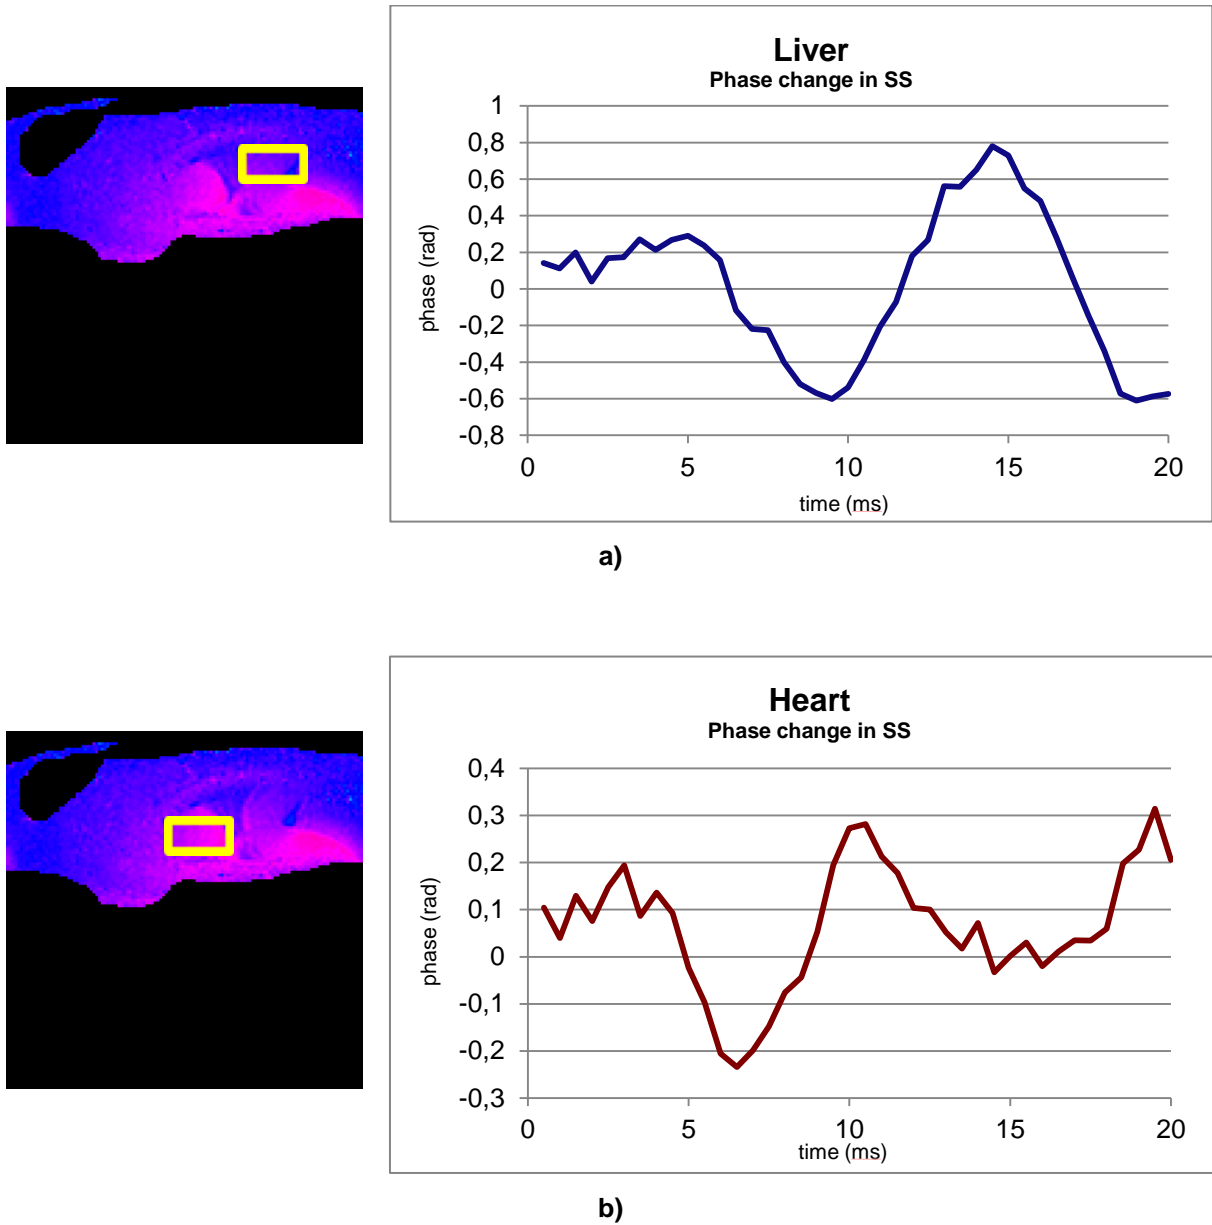 Liver
Phase change in SS
1
0,8
0,6
0,4
0,2
0
-0,2
-0,4
-0,6
-0,8
phase (rad)
0 5 10 15 20
time (ms)
a)
Heart
Phase change in SS
0,4
0,3
0,2
0,1
0
-0,1
-0,2
-0,3
phase (rad)
0 5 10 15 20
time (ms)
b)